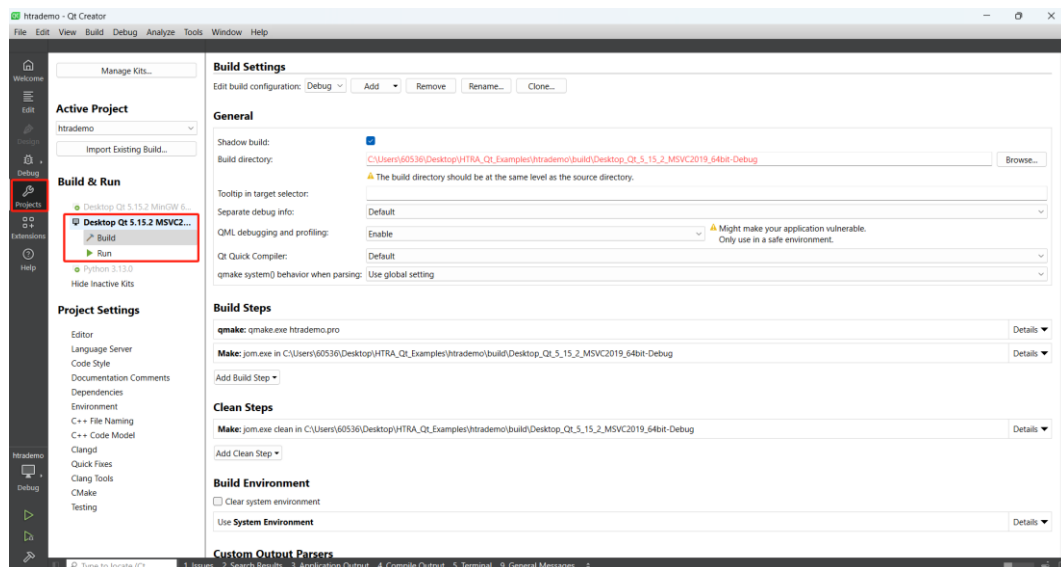 htrademo - Qt Creator
File Edit View Build Debug Analyze Tools Window Help
Welcome
Edit
Design
Debug
Projects
Extensions
Help
htrademo
Debug
Manage Kits...
Active Project
htrademo
Import Existing Build...
Build & Run
Desktop Qt 5.15.2 MinGW 6...
Desktop Qt 5.15.2 MSVC2...
Build
Run
Python 3.13.0
Hide Inactive Kits
Project Settings
Editor
Language Server
Code Style
Documentation Comments
Dependencies
Environment
C++ File Naming
C++ Code Model
Clangd
Quick Fixes
Clang Tools
CMake
Testing
Build Settings
Edit build configuration: Debug Add Remove Rename... Clone...
General
Shadow build:
Build directory: C:\Users\60536\Desktop\HTRA_Qt_Examples\htrademo\build\Desktop_Qt_5_15_2_MSVC2019_64bit-Debug Browse...
The build directory should be at the same level as the source directory.
Tooltip in target selector:
Separate debug info: Default
QML debugging and profiling: Enable Might make your application vulnerable.
Only use in a safe environment.
Qt Quick Compiler: Default
qmake system() behavior when parsing: Use global setting
Build Steps
qmake: qmake.exe htrademo.pro Details
Make: jom.exe in C:\Users\60536\Desktop\HTRA_Qt_Examples\htrademo\build\Desktop_Qt_5_15_2_MSVC2019_64bit-Debug Details
Add Build Step
Clean Steps
Make: jom.exe clean in C:\Users\60536\Desktop\HTRA_Qt_Examples\htrademo\build\Desktop_Qt_5_15_2_MSVC2019_64bit-Debug Details
Add Clean Step
Build Environment
Clear system environment
Use System Environment Details
Custom Output Parsers
Type to locate (Ct... 1 Issues 2 Search Results 3 Application Output 4 Compile Output 5 Terminal 9 General Messages